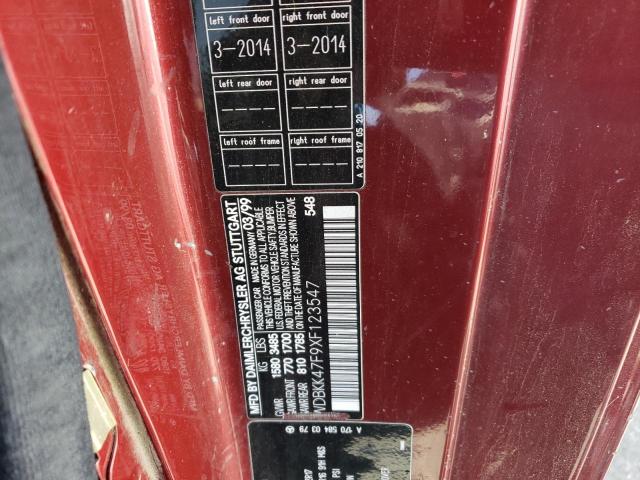 left front door right front door
3-2014 3-2014
left rear door right rear door
---- ----
left roof frame right roof frame
---- ----
A 210 817 05 20
MFD BY DAIMLERCHRYSLER AG STUTTGART
PASSENGER CAR MADE IN GERMANY 03/99
THIS VEHICLE CONFORMS TO ALL APPLICABLE
U.S. FEDERAL MOTOR VEHICLE SAFETY, BUMPER
AND THEFT PREVENTION STANDARDS IN EFFECT
ON THE DATE OF MANUFACTURE SHOWN ABOVE
KG LBS
GVWR 1580 3485
GAWR FRONT 770 1700
GAWR REAR 810 1785
548
WDBKK47F9XF123547
A 170 584 03 79
PSI